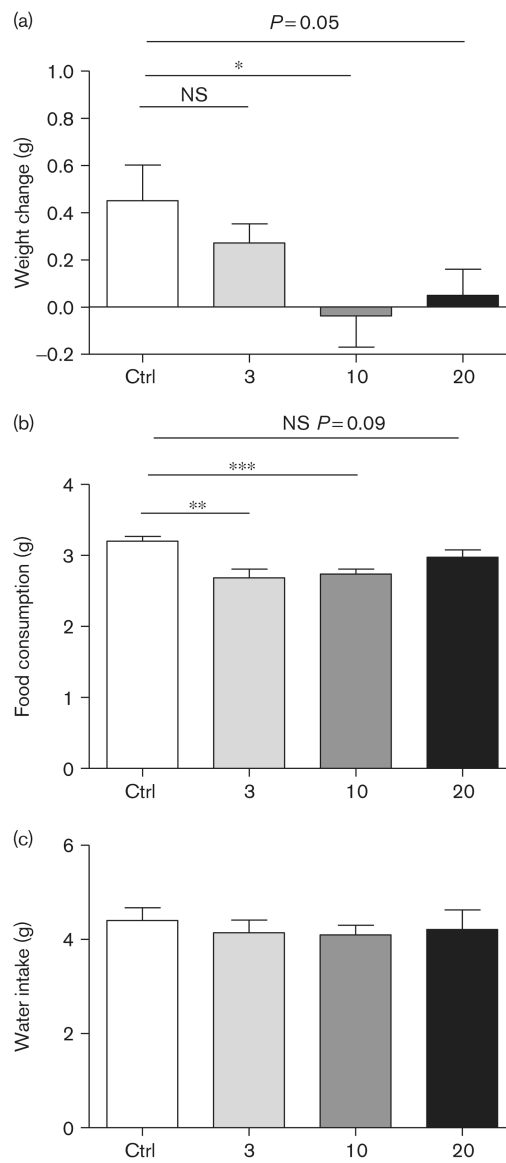 (a)
P=0.05
*
NS
Weight change (g)
1.0
0.8
0.6
0.4
0.2
0.0
−0.2
Ctrl 3 10 20
(b)
NS P=0.09
***
**
Food consumption (g)
4
3
2
1
0
Ctrl 3 10 20
(c)
Water intake (g)
6
4
2
0
Ctrl 3 10 20